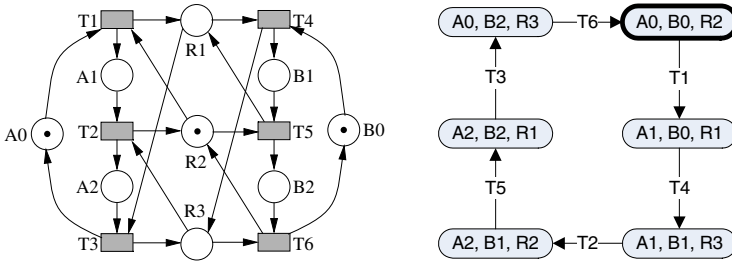 T1 R1 T4
A1 B1
A0 T2 R2 T5 B0
A2 R3 B2
T3 T6
A0, B2, R3 T6 A0, B0, R2
T3 T1
A2, B2, R1 A1, B0, R1
T5 T4
A2, B1, R2 T2 A1, B1, R3